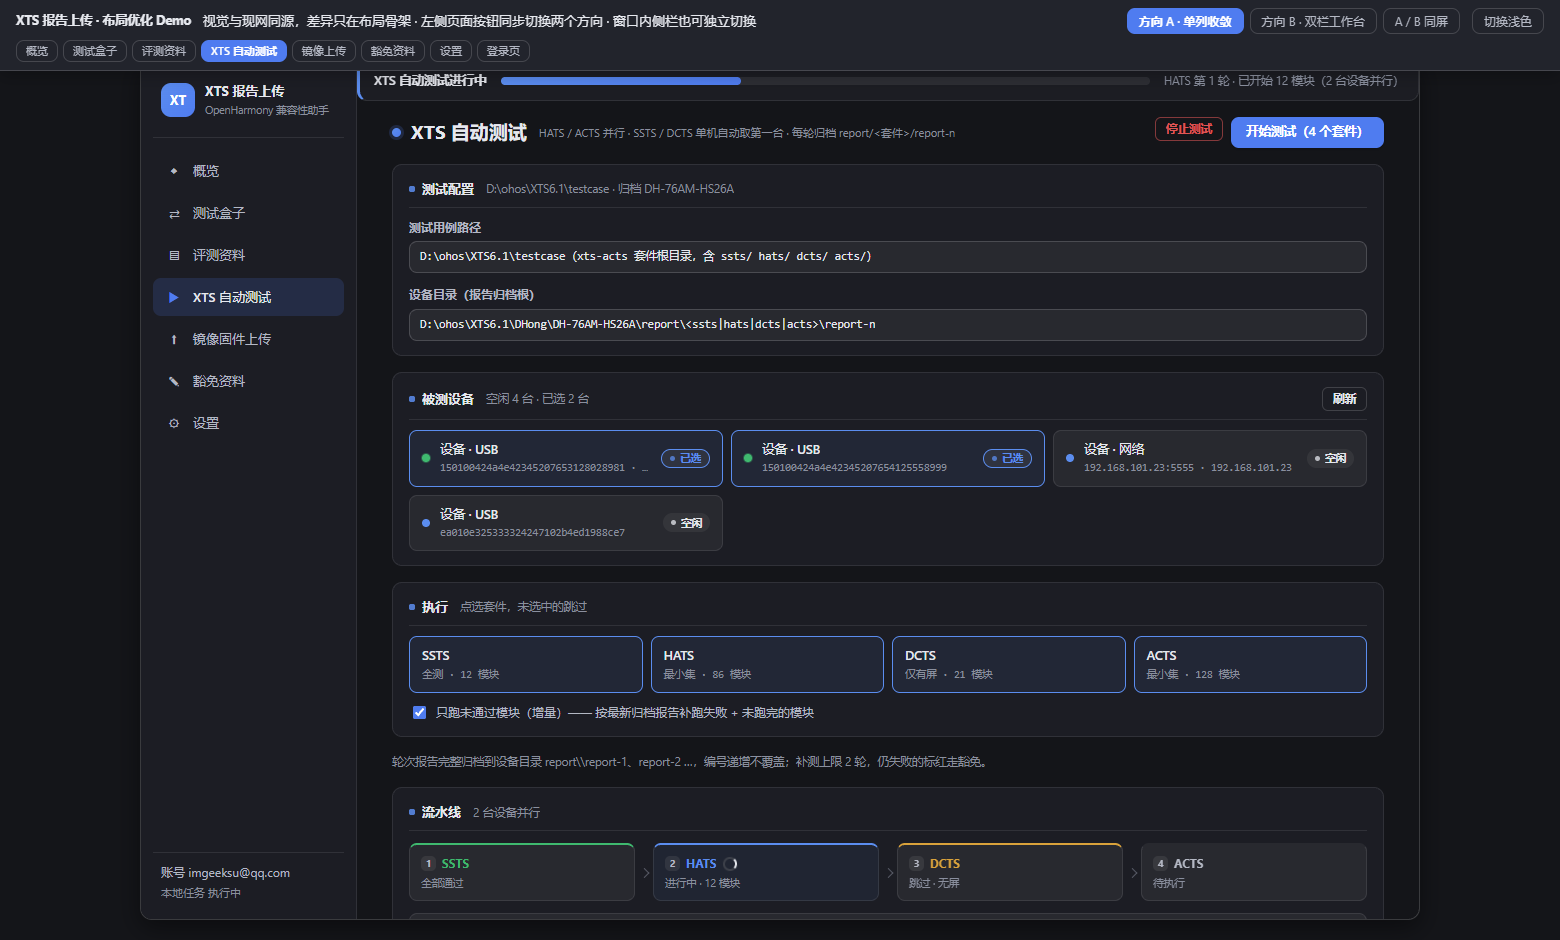 XTS 报告上传 · 布局优化 Demo 视觉与现网同源，差异只在布局骨架 · 左侧页面按钮同步切换两个方向 · 窗口内侧栏也可独立切换
方向 A · 单列收敛 方向 B · 双栏工作台 A / B 同屏 切换浅色
概览 测试盒子 评测资料 XTS 自动测试 镜像上传 豁免资料 设置 登录页
XT
XTS 报告上传
OpenHarmony 兼容性助手
概览
测试盒子
评测资料
XTS 自动测试
镜像固件上传
豁免资料
设置
账号 imgeeksu@qq.com
本地任务 执行中
XTS 自动测试进行中
HATS 第 1 轮 · 已开始 12 模块（2 台设备并行）
XTS 自动测试
HATS / ACTS 并行 · SSTS / DCTS 单机自动取第一台 · 每轮归档 report/<套件>/report-n
停止测试
开始测试（4 个套件）
测试配置 D:\ohos\XTS6.1\testcase · 归档 DH-76AM-HS26A
测试用例路径
D:\ohos\XTS6.1\testcase（xts-acts 套件根目录，含 ssts/ hats/ dcts/ acts/）
设备目录（报告归档根）
D:\ohos\XTS6.1\DHong\DH-76AM-HS26A\report\<ssts|hats|dcts|acts>\report-n
被测设备 空闲 4 台 · 已选 2 台
刷新
设备 · USB
150100424a4e42345207653128028981 · …
已选
设备 · USB
150100424a4e42345207654125558999
已选
设备 · 网络
192.168.101.23:5555 · 192.168.101.23
空闲
设备 · USB
ea010e325333324247102b4ed1988ce7
空闲
执行 点选套件，未选中的跳过
SSTS
全测 · 12 模块
HATS
最小集 · 86 模块
DCTS
仅有屏 · 21 模块
ACTS
最小集 · 128 模块
只跑未通过模块（增量）—— 按最新归档报告补跑失败 + 未跑完的模块
轮次报告完整归档到设备目录 report\\report-1、report-2 …，编号递增不覆盖；补测上限 2 轮，仍失败的标红走豁免。
流水线 2 台设备并行
1 SSTS
全部通过
2 HATS
进行中 · 12 模块
3 DCTS
跳过 · 无屏
4 ACTS
待执行